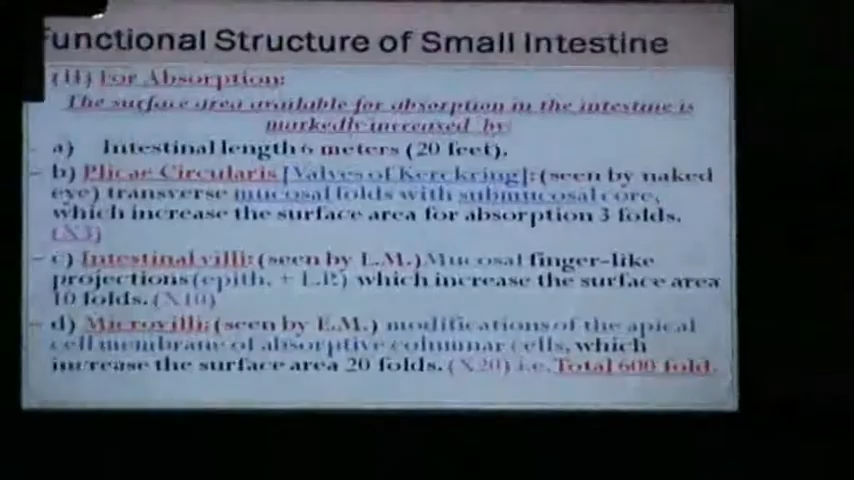 Functional Structure of Small Intestine
(II) For Absorption:
The surface area available for absorption in the intestine is
markedly increased by:
a) Intestinal length 6 meters (20 feet).
b) Plicae Circularis [Valves of Kerckring]: (seen by naked
eye) transverse mucosal folds with submucosal core,
which increase the surface area for absorption 3 folds.
(X3)
c) Intestinal villi: (seen by L.M.) Mucosal finger-like
projections (epith. + L.P.) which increase the surface area
10 folds. (X10)
d) Microvilli: (seen by E.M.) modifications of the apical
cell membrane of absorptive columnar cells, which
increase the surface area 20 folds. (X20) i.e. Total 600 fold.